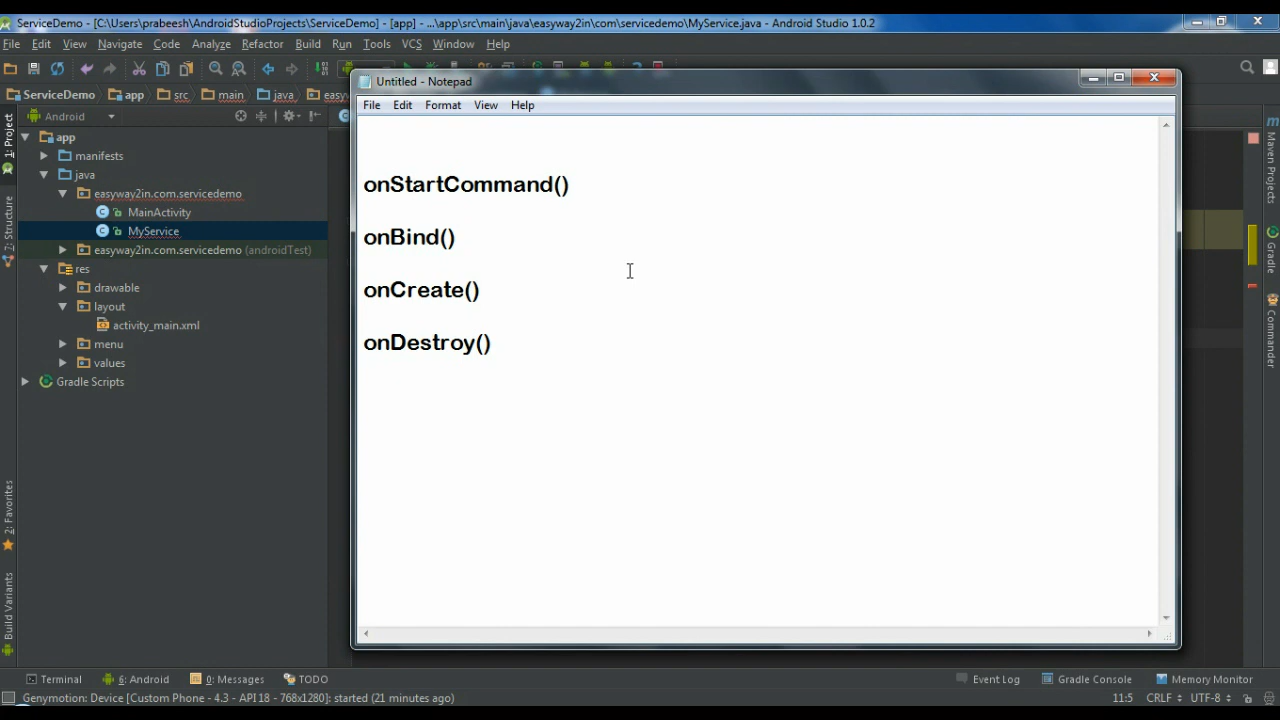 ServiceDemo - [C:\Users\prabeesh\AndroidStudioProjects\ServiceDemo] - [app] - ...\app\src\main\java\easyway2in\com\servicedemo\MyService.java - Android Studio 1.0.2
File Edit View Navigate Code Analyze Refactor Build Run Tools VCS Window Help
ServiceDemo app src main java
Android
app
manifests
java
easyway2in.com.servicedemo
MainActivity
MyService
easyway2in.com.servicedemo (androidTest)
res
drawable
layout
activity_main.xml
menu
values
Gradle Scripts
1: Project
7: Structure
2: Favorites
Build Variants
Untitled - Notepad
File Edit Format View Help
onStartCommand()
onBind()
onCreate()
onDestroy()
Maven Projects
Gradle
Commander
Terminal 6: Android 0: Messages TODO Event Log Gradle Console Memory Monitor
Genymotion: Device [Custom Phone - 4.3 - API 18 - 768x1280]: started (21 minutes ago) 11:5 CRLF UTF-8